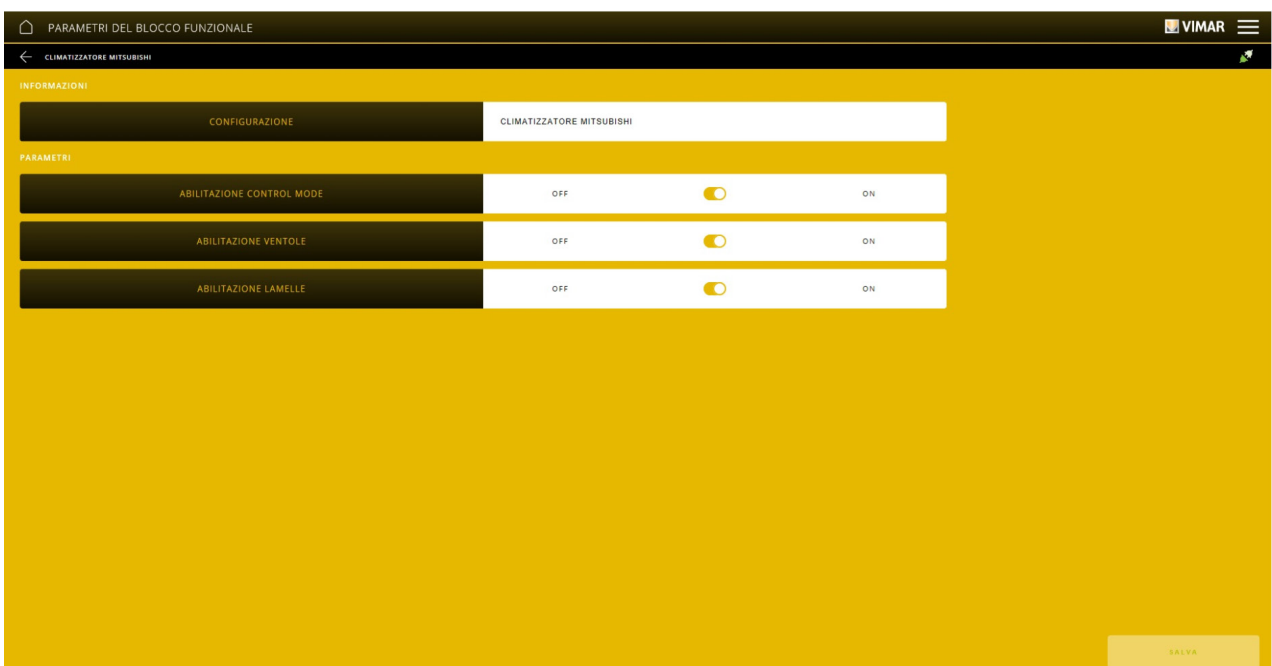 PARAMETRI DEL BLOCCO FUNZIONALE
VIMAR
CLIMATIZZATORE MITSUBISHI
INFORMAZIONI
CONFIGURAZIONE CLIMATIZZATORE MITSUBISHI
PARAMETRI
ABILITAZIONE CONTROL MODE OFF ON
ABILITAZIONE VENTOLE OFF ON
ABILITAZIONE LAMELLE OFF ON
SALVA